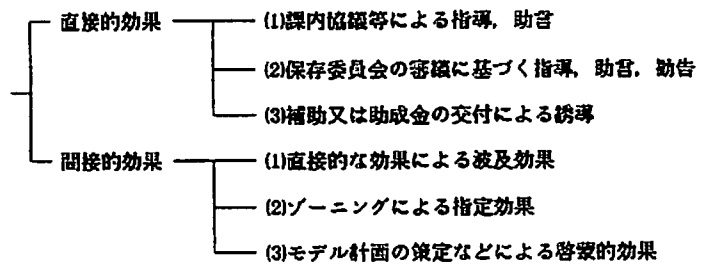 直接的効果
(1)課内協議等による指導，助言
(2)保存委員会の審議に基づく指導，助言，勧告
(3)補助又は助成金の交付による誘導
間接的効果
(1)直接的な効果による波及効果
(2)ゾーニングによる指定効果
(3)モデル計画の策定などによる啓蒙的効果